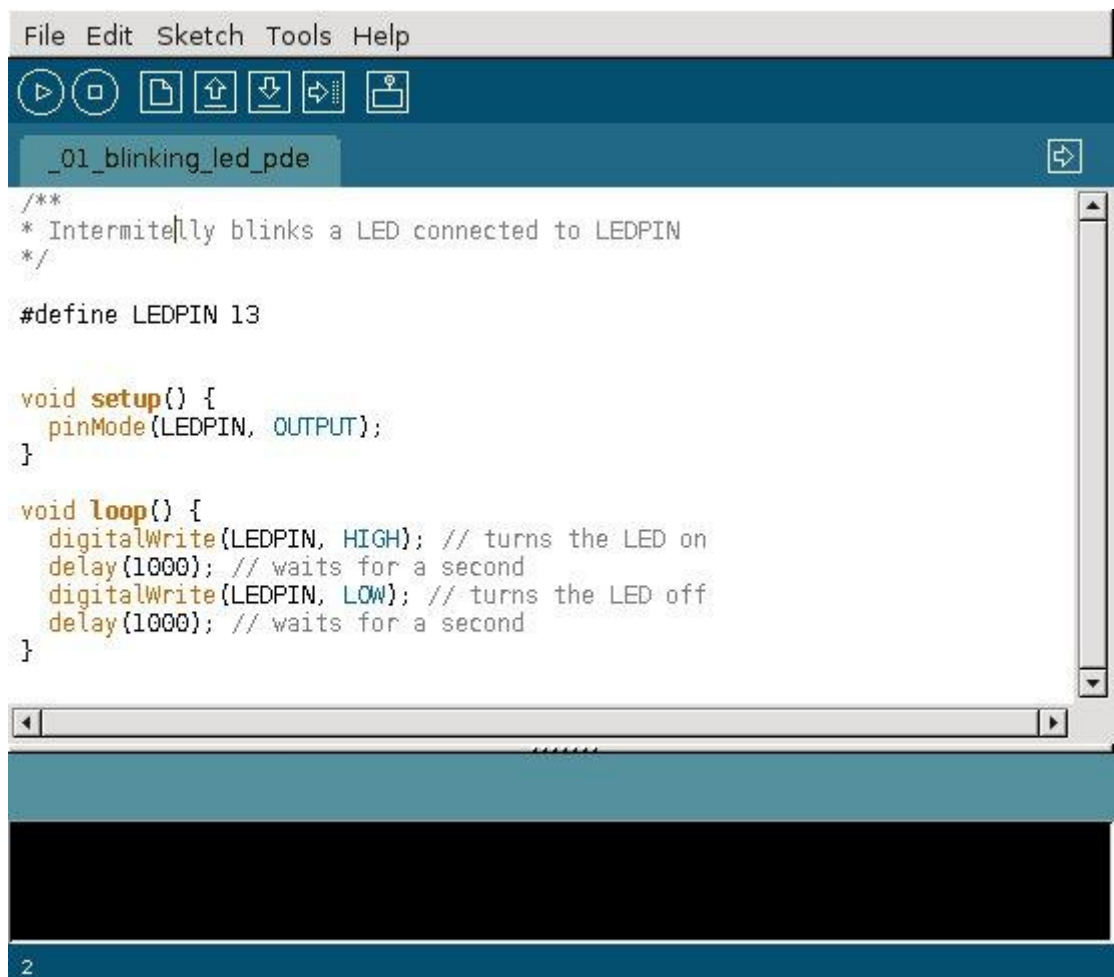 File Edit Sketch Tools Help
_01_blinking_led_pde
/**
* Intermitelly blinks a LED connected to LEDPIN
*/
#define LEDPIN 13
void setup() {
  pinMode(LEDPIN, OUTPUT);
}
void loop() {
  digitalWrite(LEDPIN, HIGH); // turns the LED on
  delay(1000); // waits for a second
  digitalWrite(LEDPIN, LOW); // turns the LED off
  delay(1000); // waits for a second
}
2